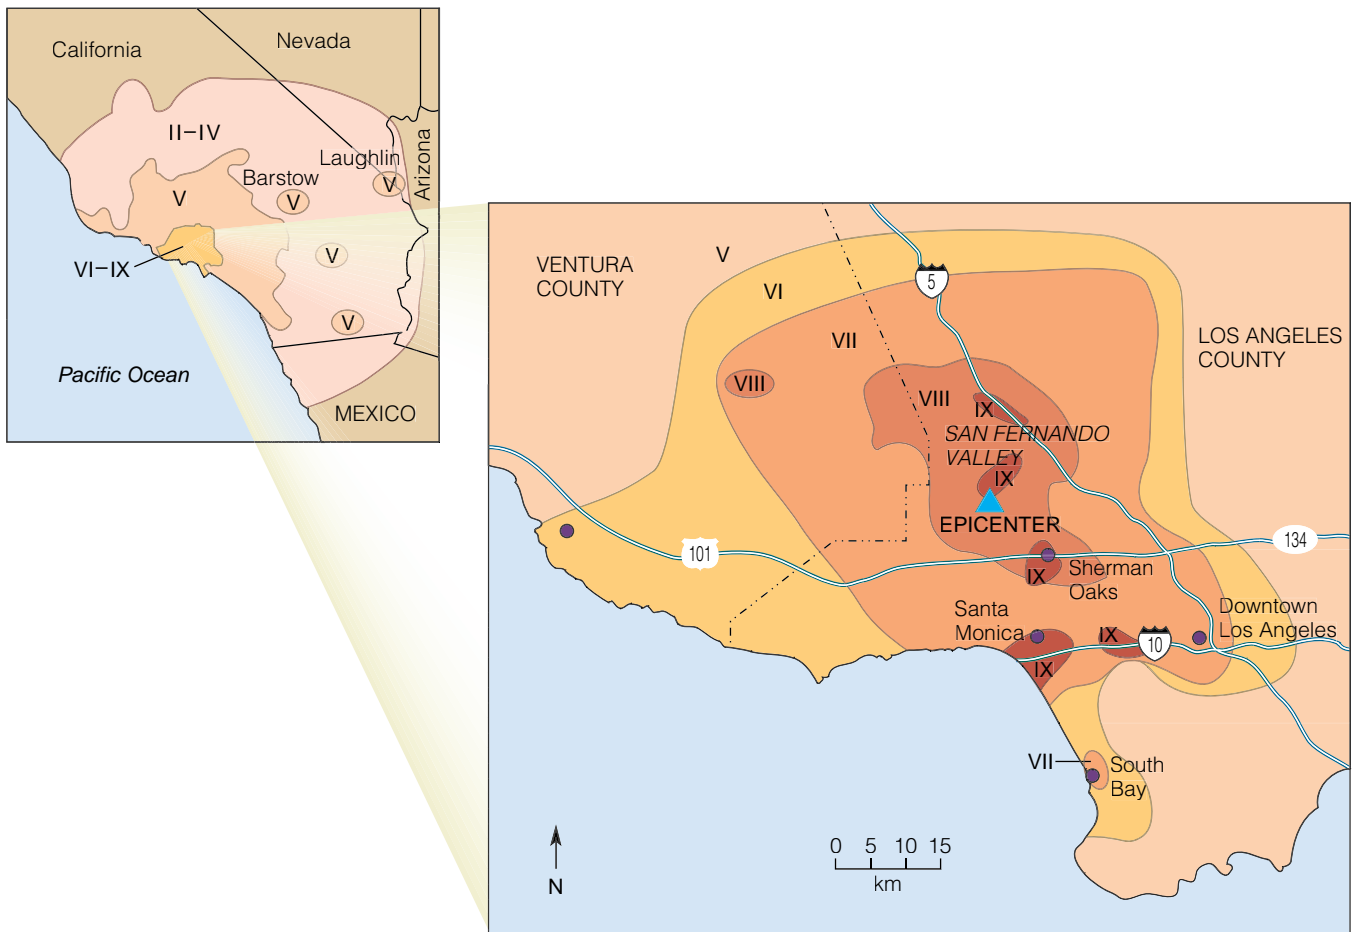 California
Nevada
II–IV
Laughlin
Arizona
Barstow
V
V
V
V
VI–IX
V
Pacific Ocean
MEXICO
V
VENTURA
COUNTY
VI
5
VII
LOS ANGELES
COUNTY
VIII
VIII
IX
SAN FERNANDO
VALLEY
IX
EPICENTER
101
134
IX
Sherman
Oaks
Santa
Monica
IX
10
Downtown
Los Angeles
IX
VII
South
Bay
0 5 10 15
km
N